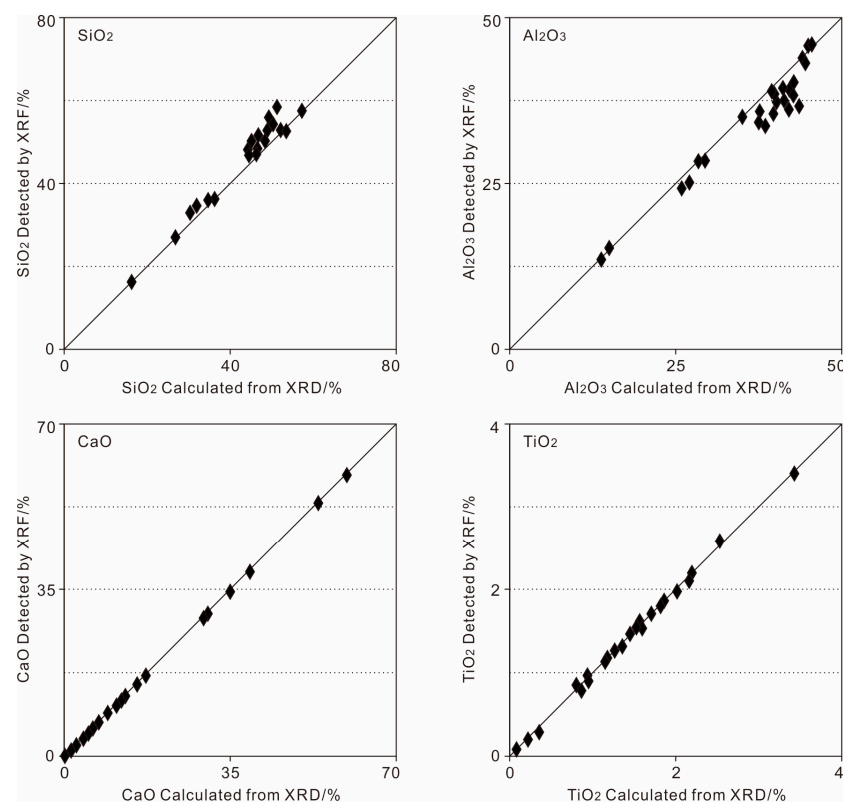 80
SiO2
SiO2 Detected by XRF/%
40
0
0
40
80
SiO2 Calculated from XRD/%
50
Al2O3
Al2O3 Detected by XRF/%
25
0
0
25
50
Al2O3 Calculated from XRD/%
70
CaO
CaO Detected by XRF/%
35
0
0
35
70
CaO Calculated from XRD/%
4
TiO2
TiO2 Detected by XRF/%
2
0
0
2
4
TiO2 Calculated from XRD/%